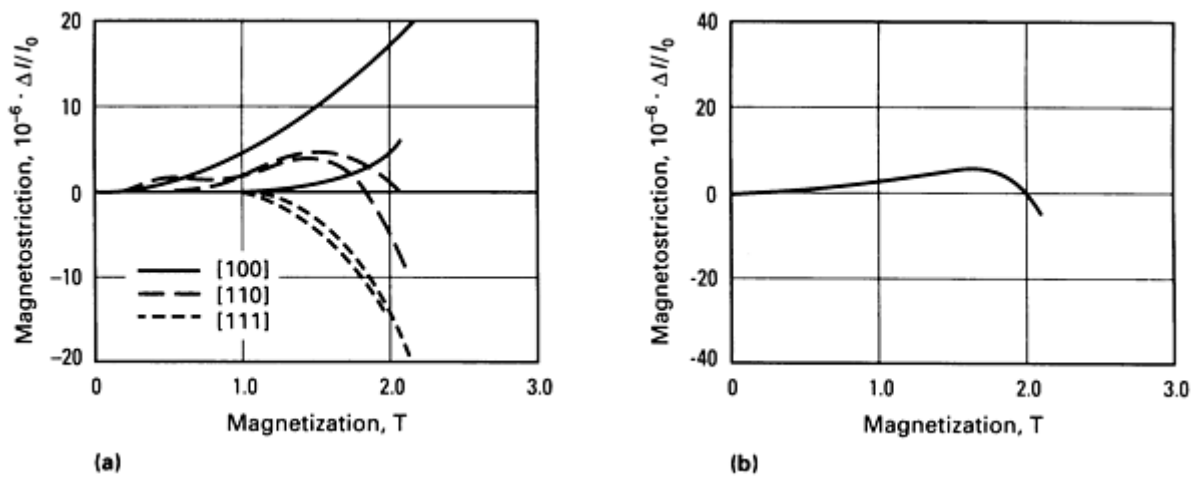 Magnetostriction, 10⁻⁶ · Δl/l₀
20
10
0
−10
−20
[100]
[110]
[111]
0 1.0 2.0 3.0
Magnetization, T
(a)
Magnetostriction, 10⁻⁶ · Δl/l₀
40
20
0
-20
-40
0 1.0 2.0 3.0
Magnetization, T
(b)